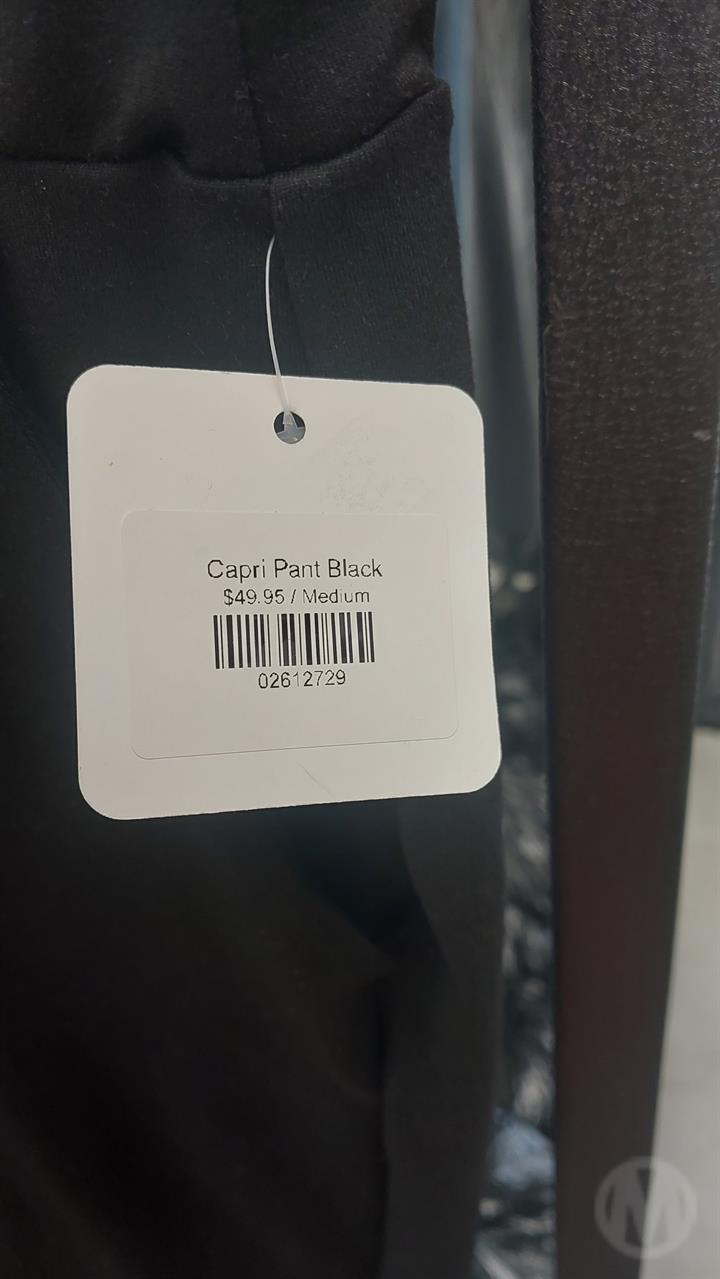 Capri Pant Black
$49.95 / Medium
02612729
M